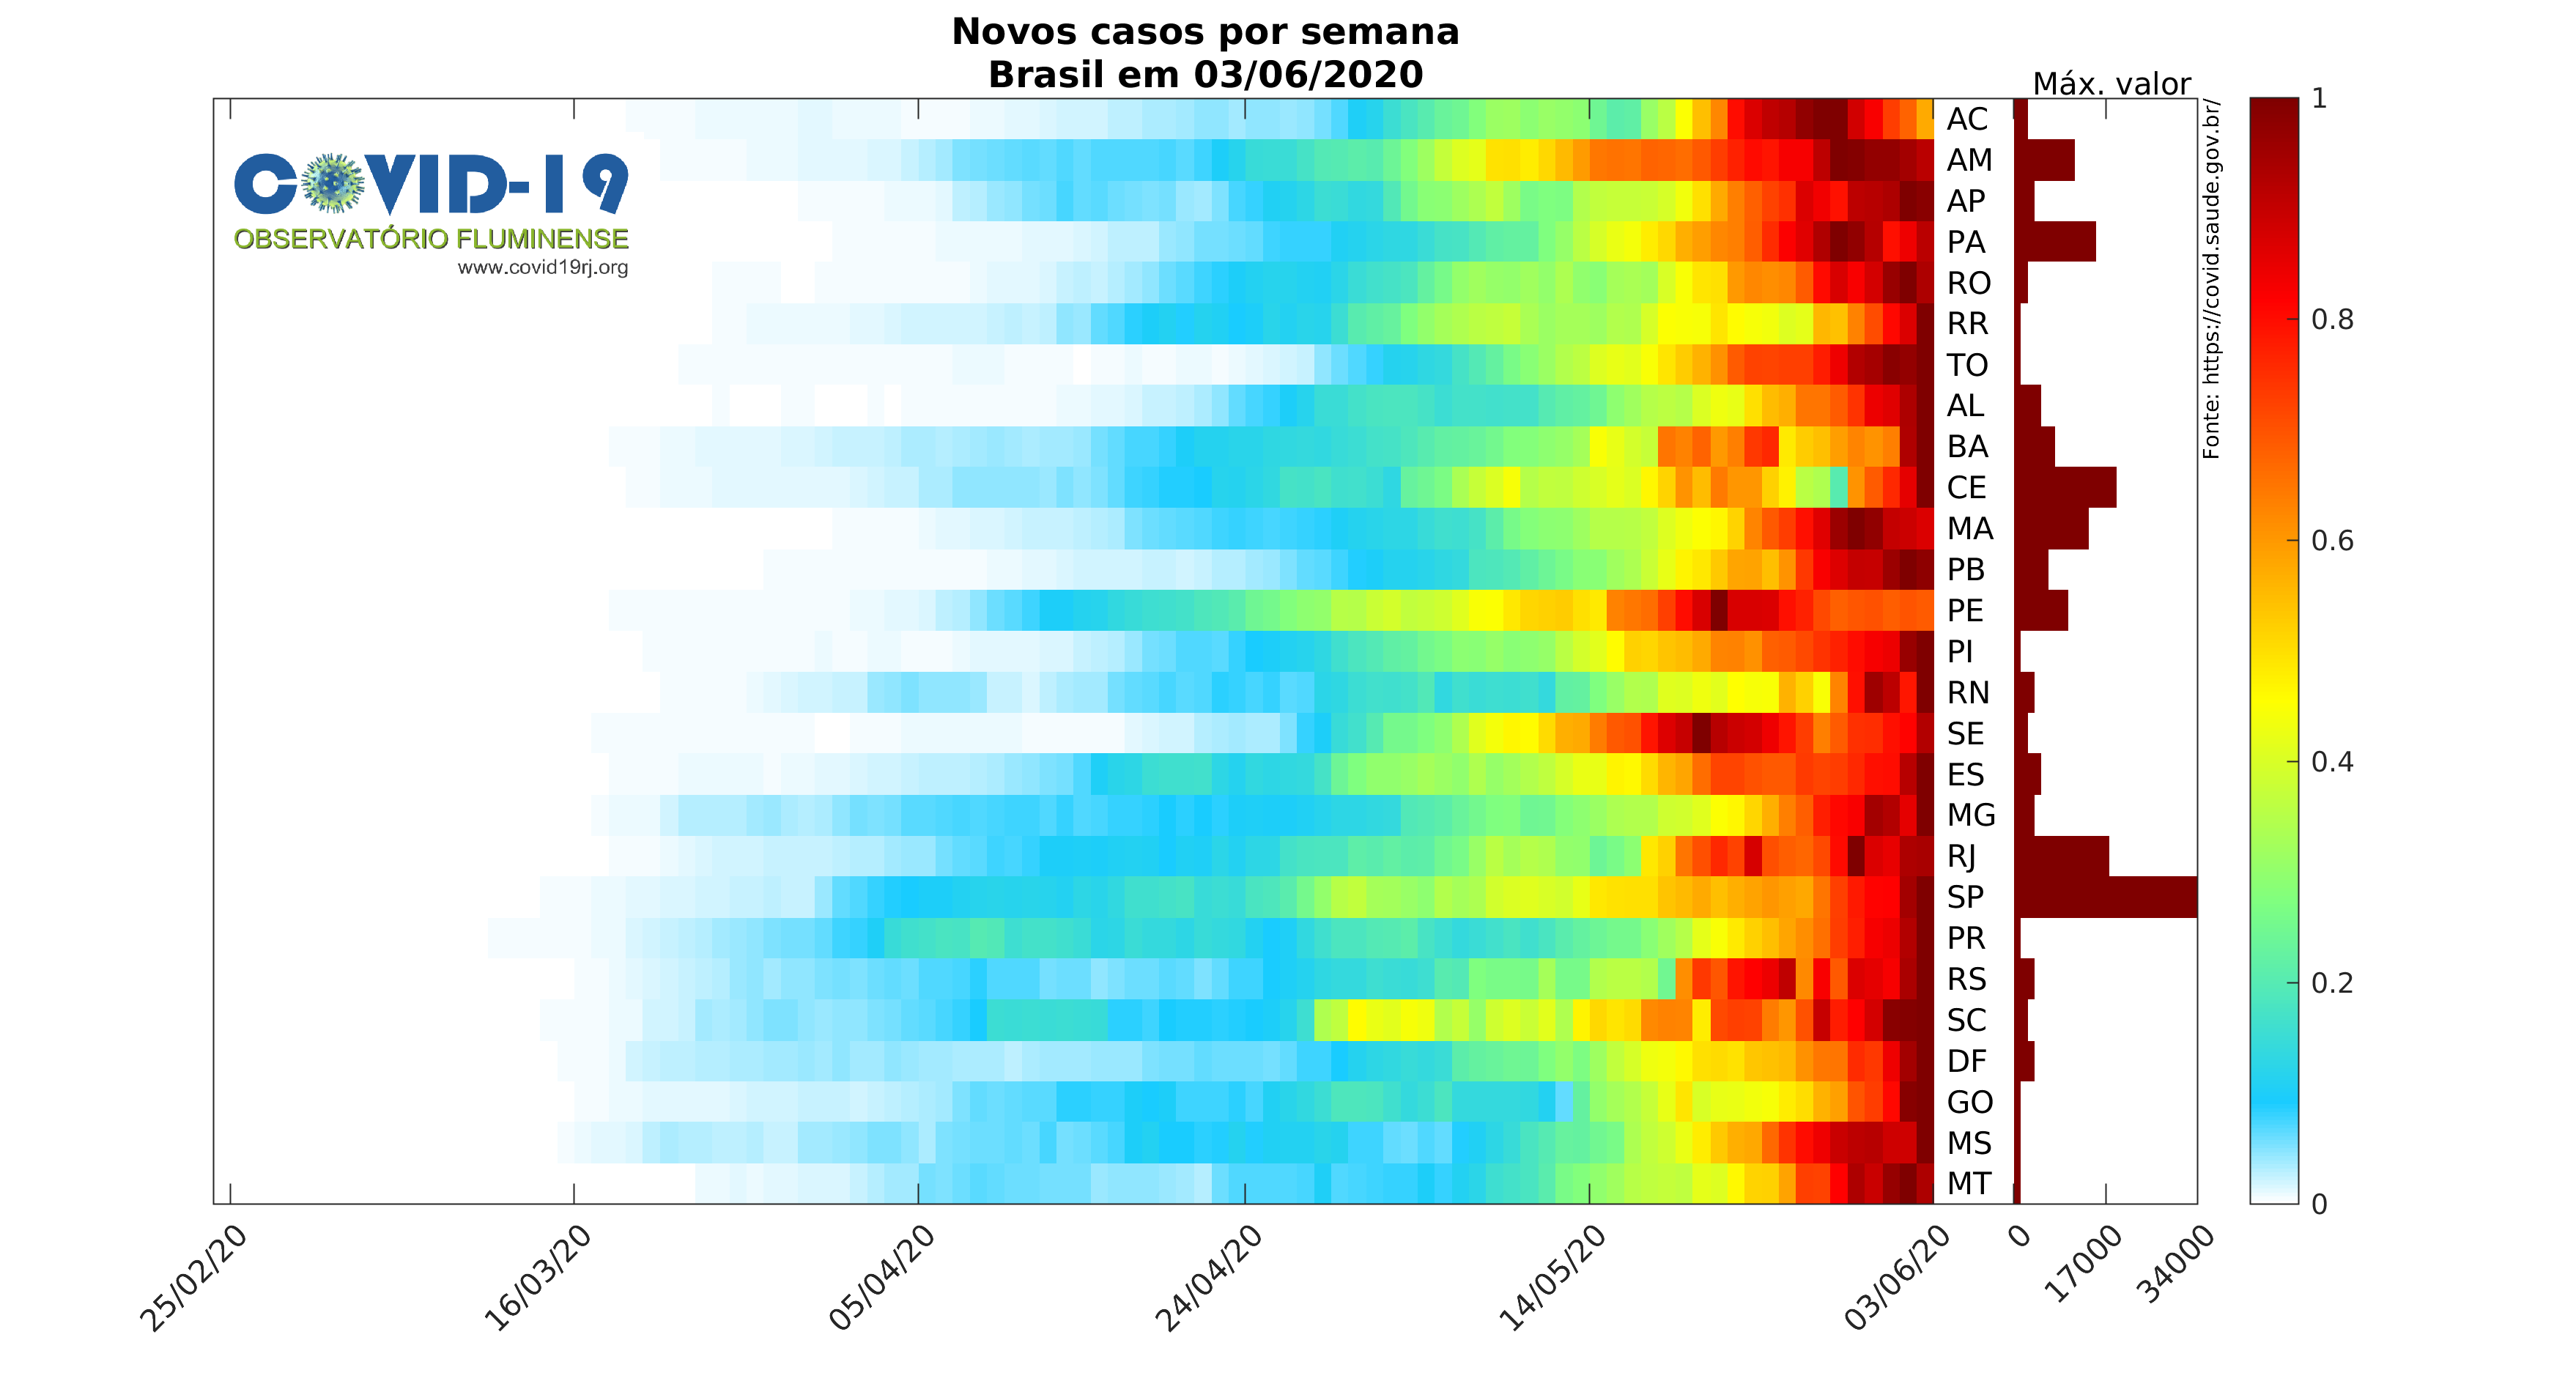 Novos casos por semana
Brasil em 03/06/2020
Máx. valor
COVID-19
OBSERVATÓRIO FLUMINENSE
www.covid19rj.org
AC
AM
AP
PA
RO
RR
TO
AL
BA
CE
MA
PB
PE
PI
RN
SE
ES
MG
RJ
SP
PR
RS
SC
DF
GO
MS
MT
Fonte: https://covid.saude.gov.br/
1
0.8
0.6
0.4
0.2
0
25/02/20
16/03/20
05/04/20
24/04/20
14/05/20
03/06/20
0
17000
34000